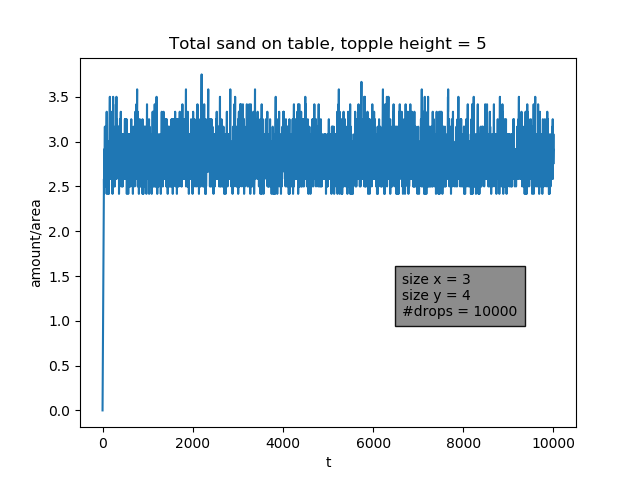 Total sand on table, topple height = 5
amount/area
3.5
3.0
2.5
2.0
1.5
1.0
0.5
0.0
size x = 3
size y = 4
#drops = 10000
0 2000 4000 6000 8000 10000
t